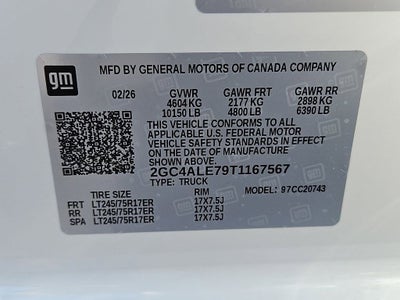 gm
MFD BY GENERAL MOTORS OF CANADA COMPANY
02/26 GVWR GAWR FRT GAWR RR
4604 KG 2177 KG 2898 KG
10150 LB 4800 LB 6390 LB
THIS VEHICLE CONFORMS TO ALL
APPLICABLE U.S. FEDERAL MOTOR
VEHICLE SAFETY STANDARDS IN EFFECT
ON THE DATE OF MANUFACTURE SHOWN ABOVE.
2GC4ALE79T1167567
TYPE: TRUCK
MODEL: 97CC20743
TIRE SIZE RIM
FRT LT245/75R17ER 17X7.5J
RR LT245/75R17ER 17X7.5J
SPA LT245/75R17ER 17X7.5J